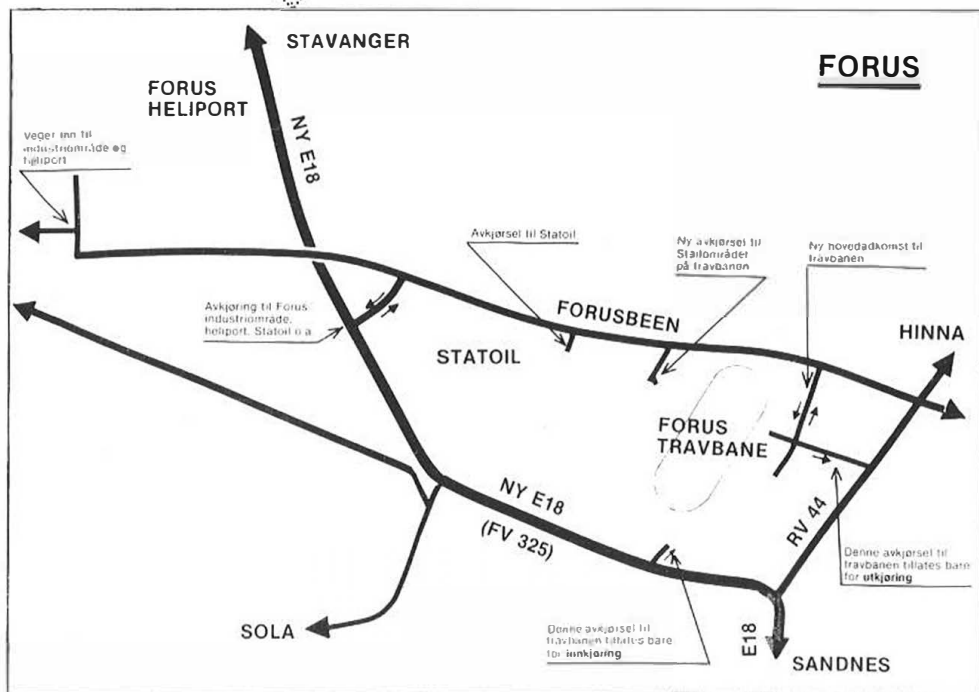 STAVANGER
FORUS
FORUS
HELIPORT
NY E18
Veger inn til
industriområde og
heliport
Avkjørsel til Statoil
Ny avkjørsel til
Stallområdet
på travbanen
Ny hovedadkomst til
travbanen
Avkjøring til Forus
industriområde,
heliport, Statoil o.a.
FORUSBEEN
HINNA
STATOIL
FORUS
TRAVBANE
NY E18
(FV 325)
RV 44
Denne avkjørsel til
travbanen tillates bare
for utkjøring
SOLA
Denne avkjørsel til
travbanen tillates bare
for innkjøring
E18
SANDNES